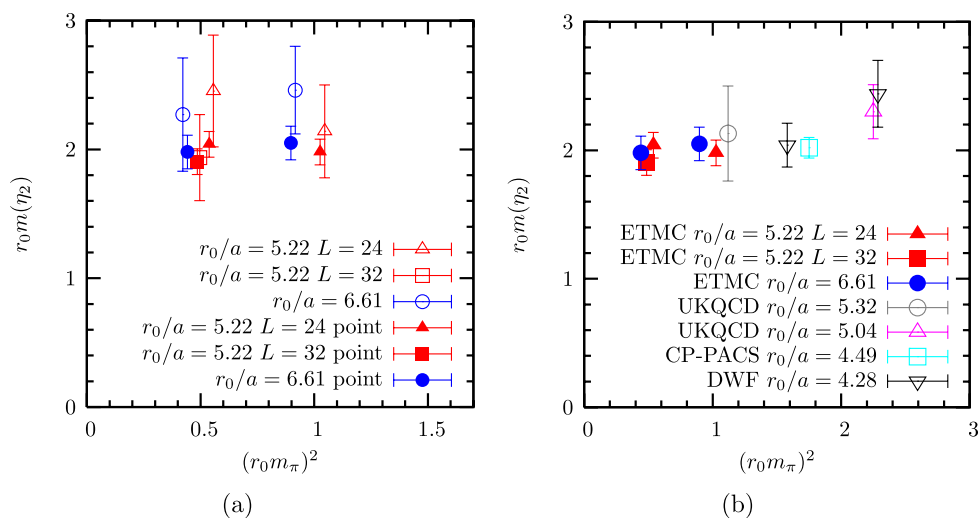 3
2
1
0
0
0.5
1
1.5
r₀m(η₂)
(r₀mπ)²
r₀/a = 5.22 L = 24
r₀/a = 5.22 L = 32
r₀/a = 6.61
r₀/a = 5.22 L = 24 point
r₀/a = 5.22 L = 32 point
r₀/a = 6.61 point
(a)
3
2
1
0
0
1
2
3
r₀m(η₂)
(r₀mπ)²
ETMC r₀/a = 5.22 L = 24
ETMC r₀/a = 5.22 L = 32
ETMC r₀/a = 6.61
UKQCD r₀/a = 5.32
UKQCD r₀/a = 5.04
CP-PACS r₀/a = 4.49
DWF r₀/a = 4.28
(b)